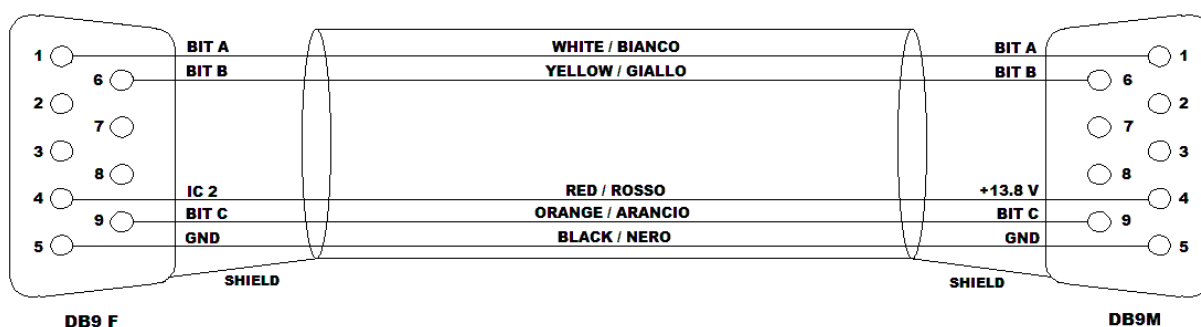 1 BIT A WHITE / BIANCO BIT A 1
6 BIT B YELLOW / GIALLO BIT B 6
2 2
7 7
3 3
8 8
4 IC 2 RED / ROSSO +13.8 V 4
9 BIT C ORANGE / ARANCIO BIT C 9
5 GND BLACK / NERO GND 5
SHIELD SHIELD
DB9 F DB9M